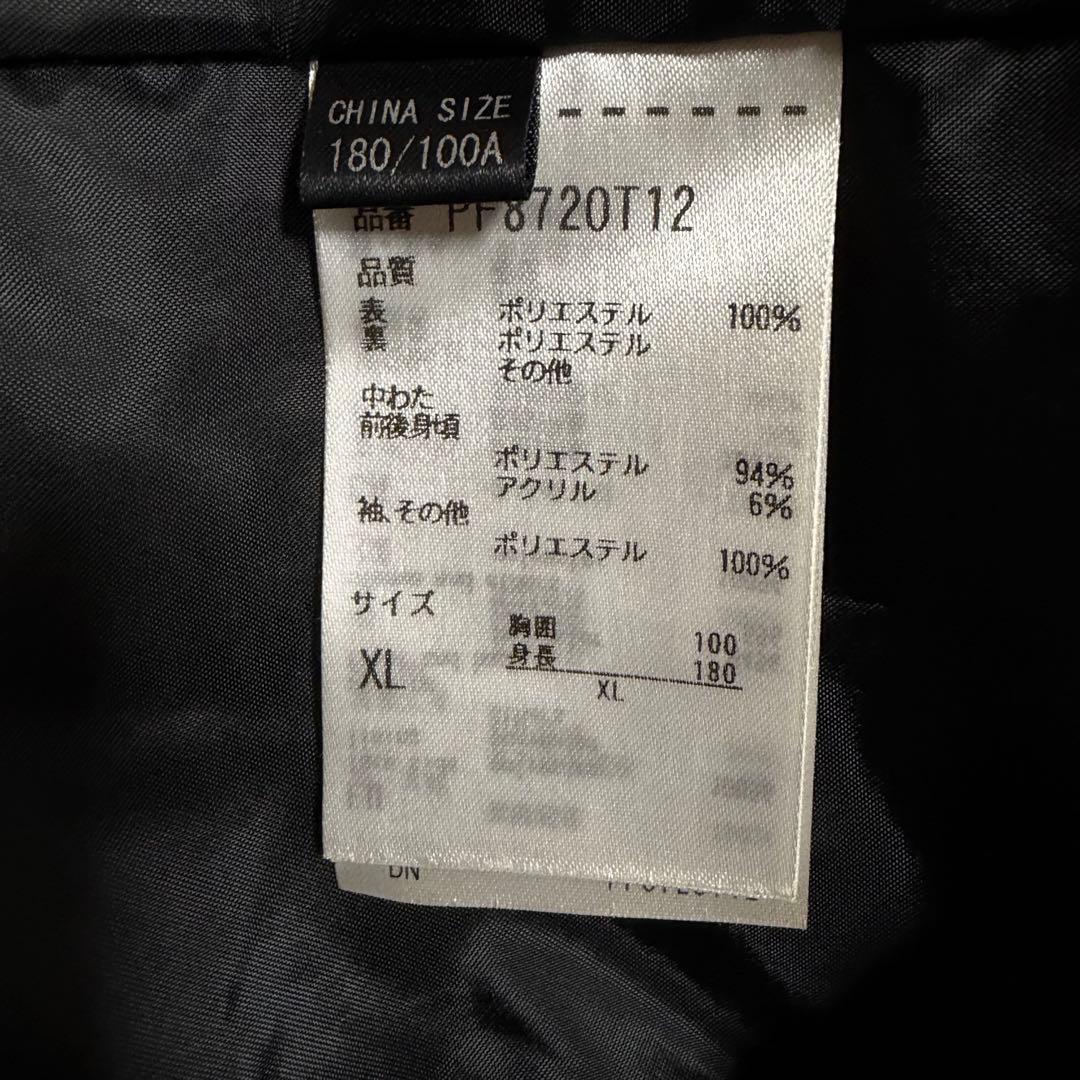 CHINA SIZE
180/100A
品番 PF8720T12
品質
表 ポリエステル 100%
裏 ポリエステル
その他
中わた
前後身頃
ポリエステル 94%
アクリル 6%
袖、その他
ポリエステル 100%
サイズ
胸囲 100
身長 180
XL
XL
DN